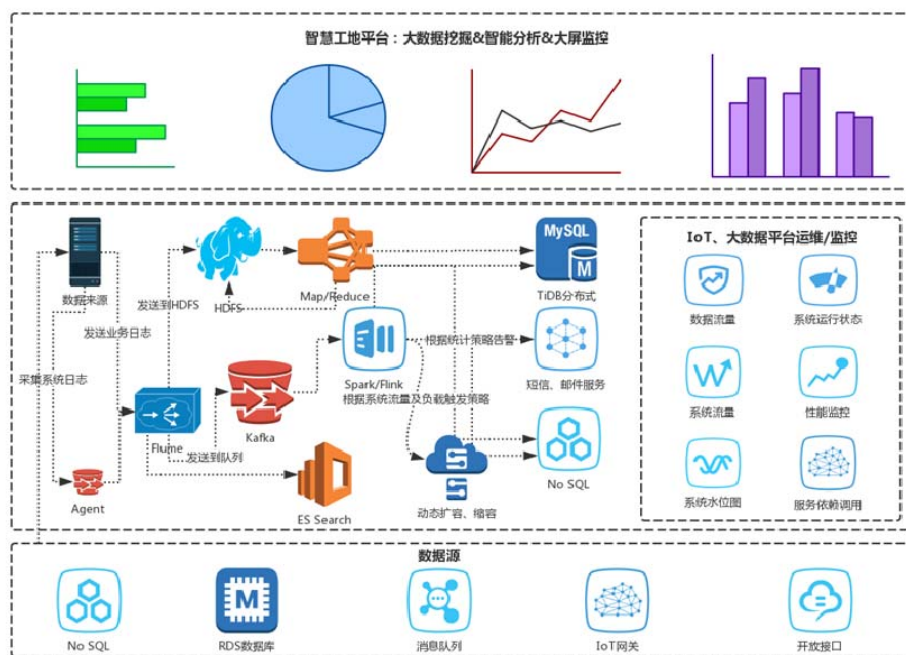 智慧工地平台：大数据挖掘&智能分析&大屏监控
数据来源
发送到HDFS
HDFS
Map/Reduce
MySQL
M
TiDB分布式
发送业务日志
采集系统日志
Agent
Flume
发送到队列
Kafka
Spark/Flink
根据系统流量及负载触发策略
根据统计策略告警
短信、邮件服务
ES Search
动态扩容、缩容
No SQL
IoT、大数据平台运维/监控
数据流量
系统运行状态
系统流量
性能监控
系统水位图
服务依赖调用
数据源
No SQL
M
RDS数据库
消息队列
IoT网关
开放接口